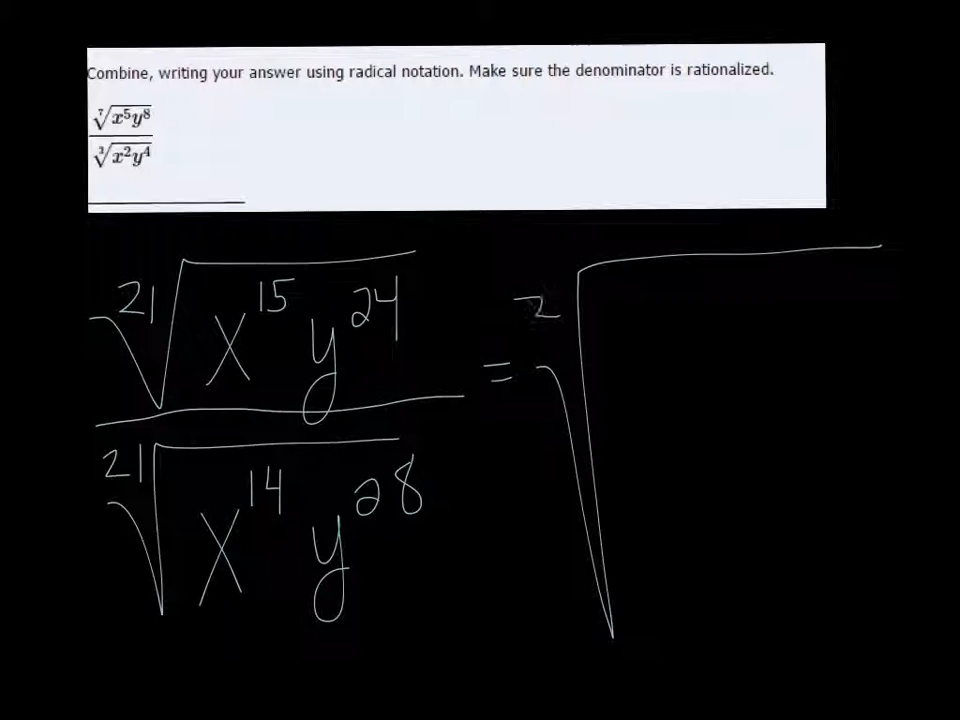 Combine, writing your answer using radical notation. Make sure the denominator is rationalized.
⁷√x⁵y⁸
³√x²y⁴
²¹√x¹⁵y²⁴
= ²√
²¹√x¹⁴y²⁸